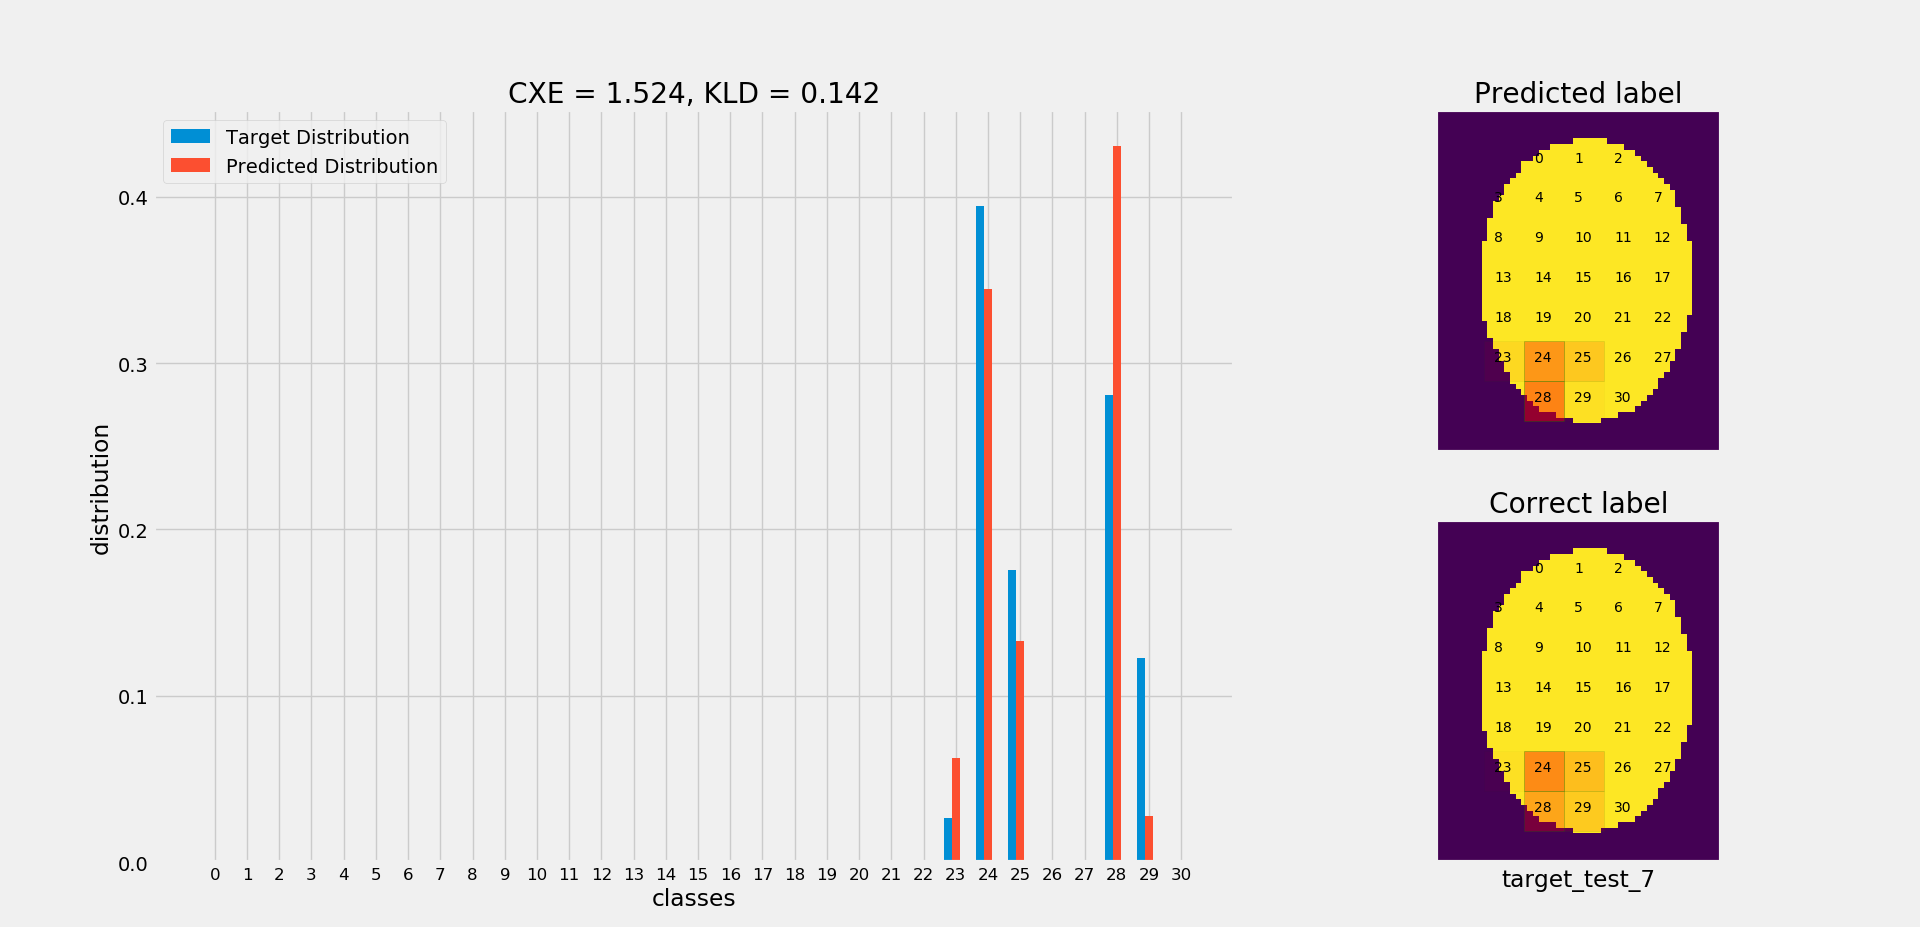 CXE = 1.524, KLD = 0.142
Target Distribution
Predicted Distribution
0.4
0.3
0.2
0.1
0.0
distribution
0 1 2 3 4 5 6 7 8 9 10 11 12 13 14 15 16 17 18 19 20 21 22 23 24 25 26 27 28 29 30
classes
Predicted label
0 1 2
3 4 5 6 7
8 9 10 11 12
13 14 15 16 17
18 19 20 21 22
23 24 25 26 27
28 29 30
Correct label
0 1 2
3 4 5 6 7
8 9 10 11 12
13 14 15 16 17
18 19 20 21 22
23 24 25 26 27
28 29 30
target_test_7